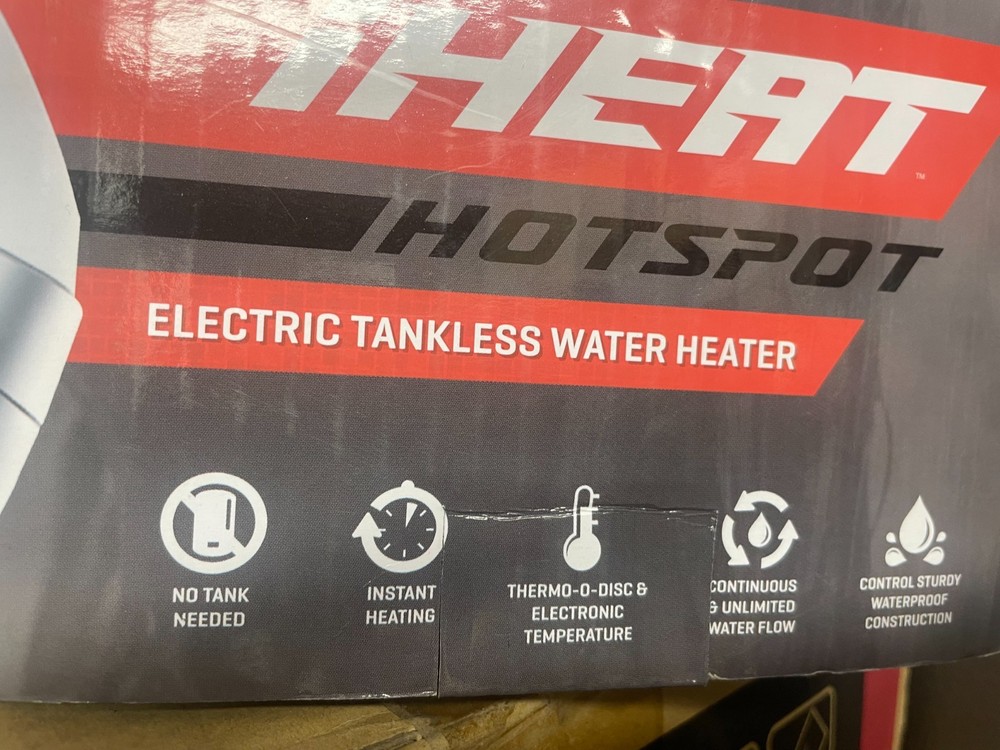 THEAT™
HOTSPOT
ELECTRIC TANKLESS WATER HEATER
NO TANK
NEEDED
INSTANT
HEATING
THERMO-O-DISC &
ELECTRONIC
TEMPERATURE
CONTINUOUS
& UNLIMITED
WATER FLOW
CONTROL STURDY
WATERPROOF
CONSTRUCTION